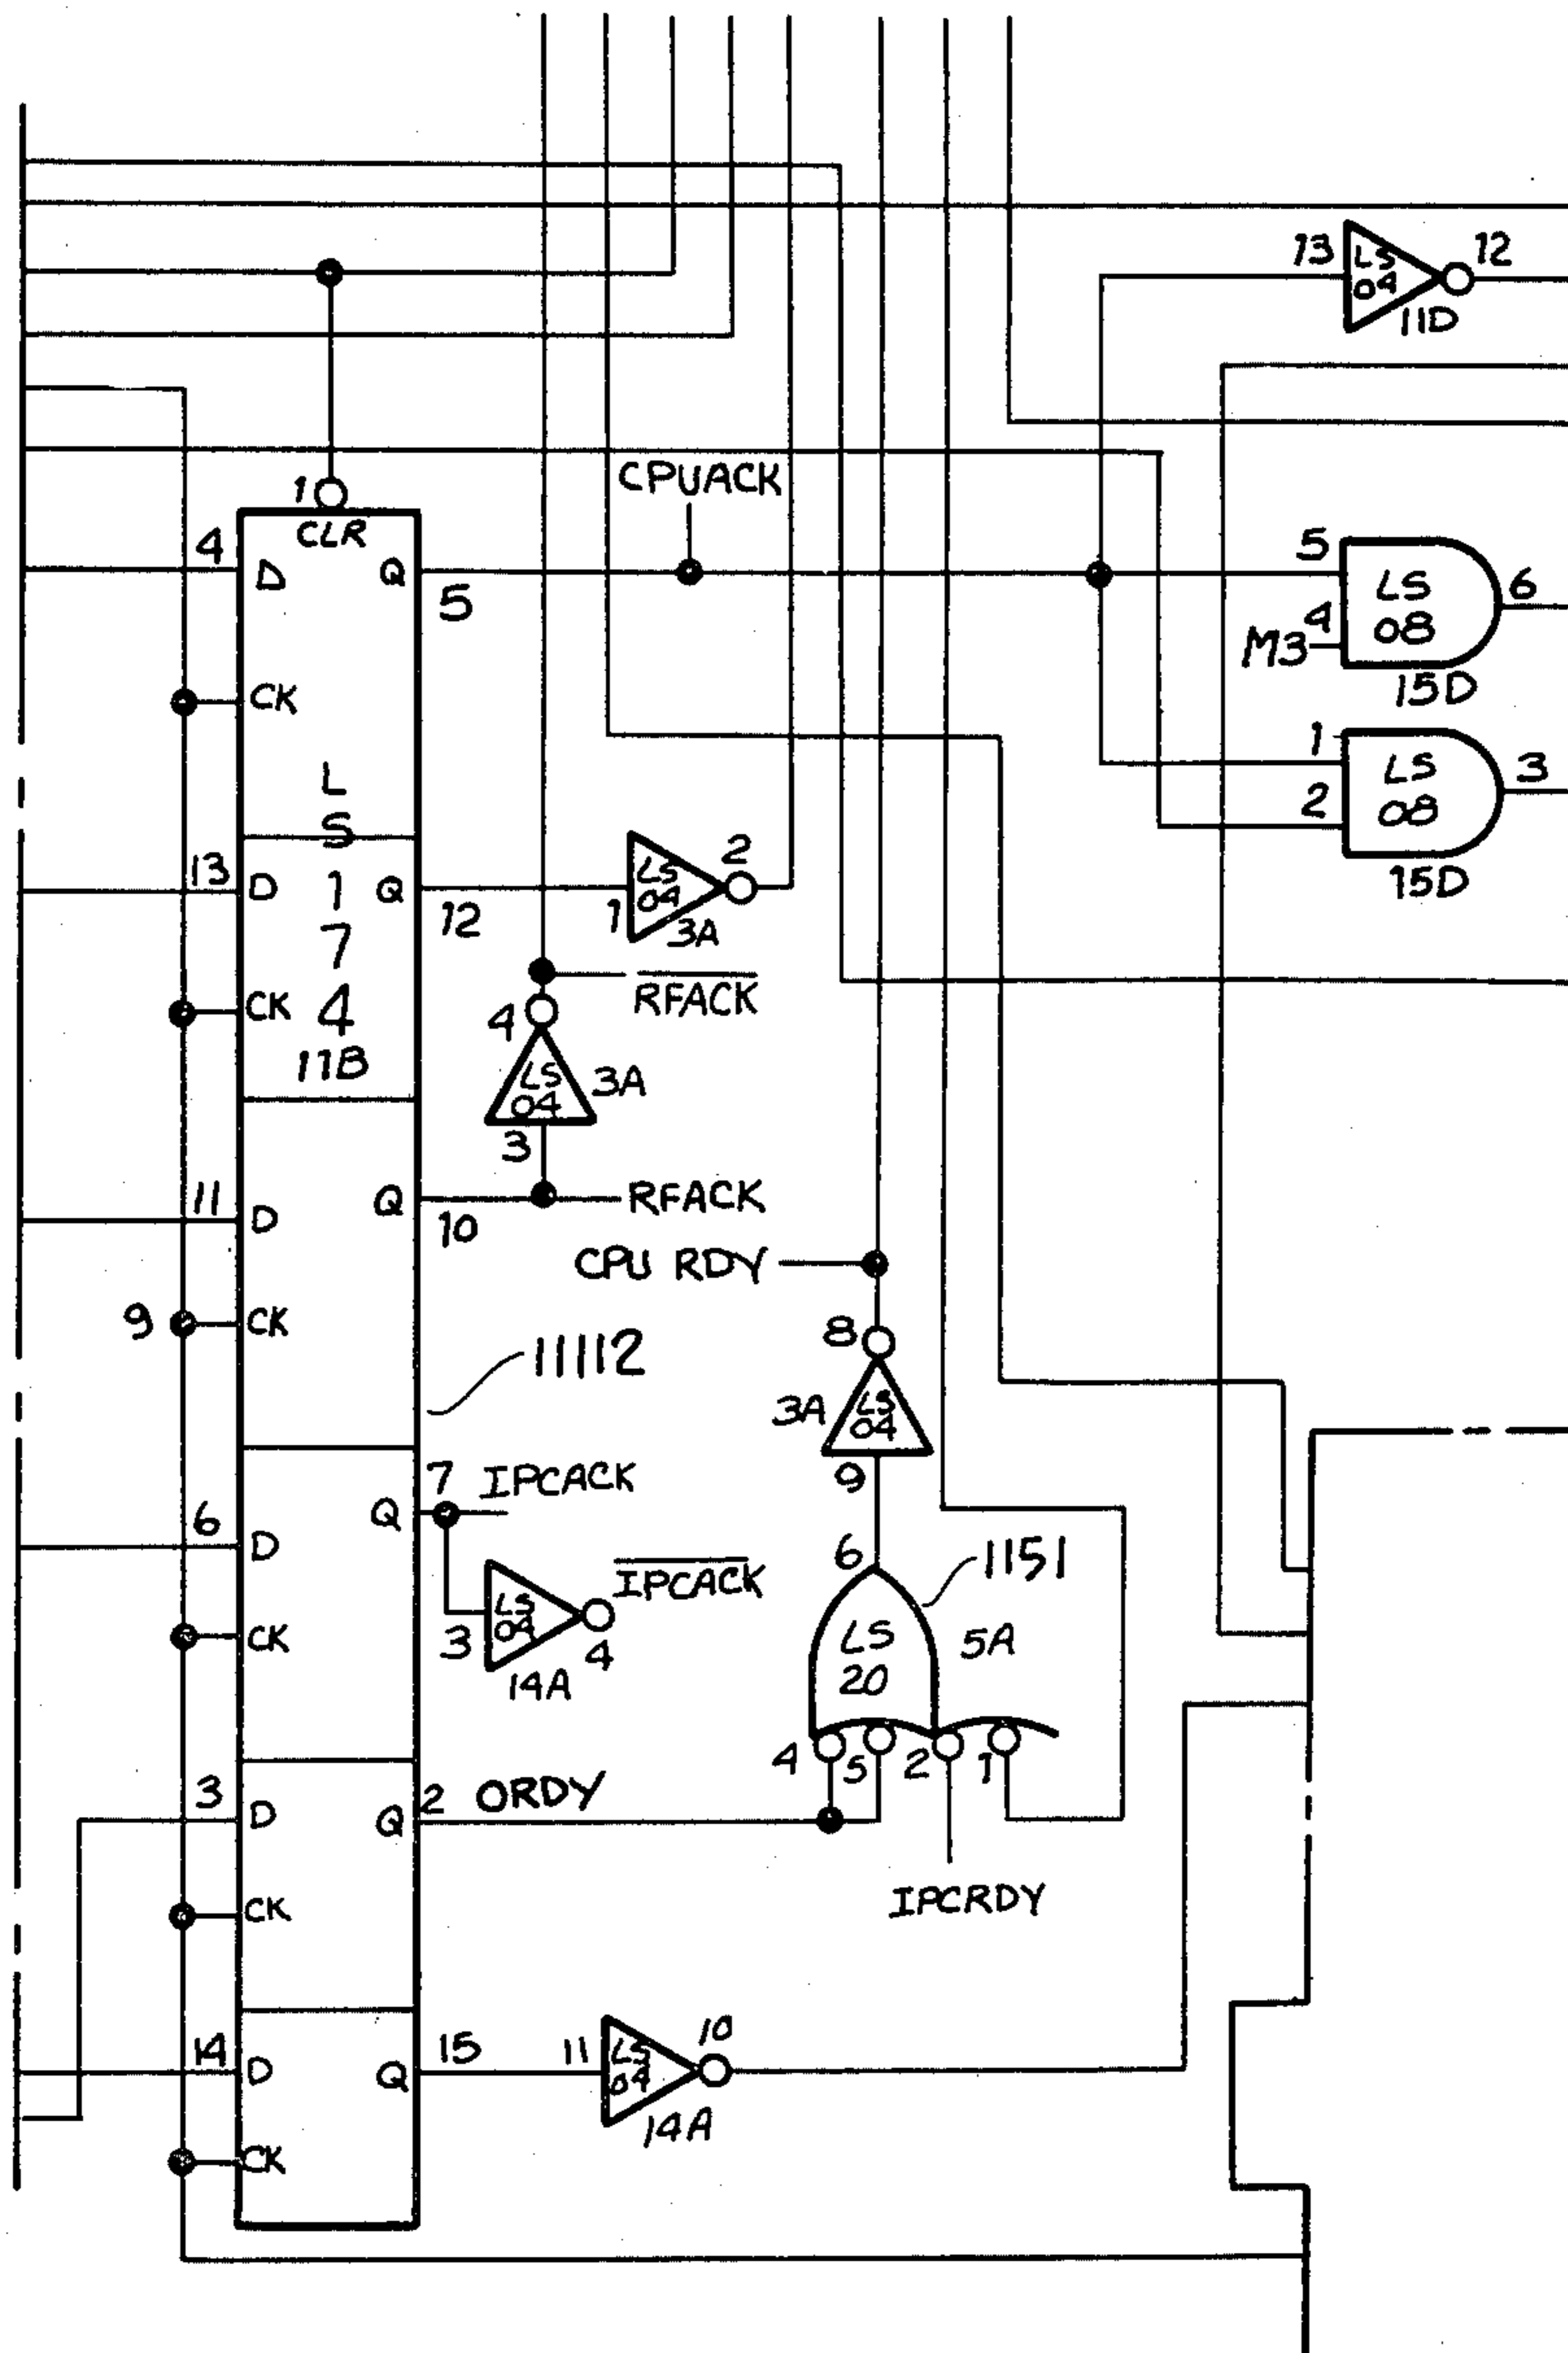 13
LS
04
12
11D
CPUACK
1
CLR
4
D
Q
5
5
4
M3
LS
08
6
15D
CK
1
2
LS
08
3
15D
LS174
11B
13
D
Q
12
1
LS
04
2
3A
RFACK
CK
4
LS
04
3A
3
11
D
Q
10
RFACK
CPU RDY
9
CK
11112
8
3A
LS
04
9
7
IPCACK
Q
6
D
3
LS
04
4
14A
IPCACK
CK
6
1151
LS
20
5A
4
5
2
1
3
D
Q
2
ORDY
IPCRDY
CK
14
D
Q
15
11
LS
04
10
14A
CK